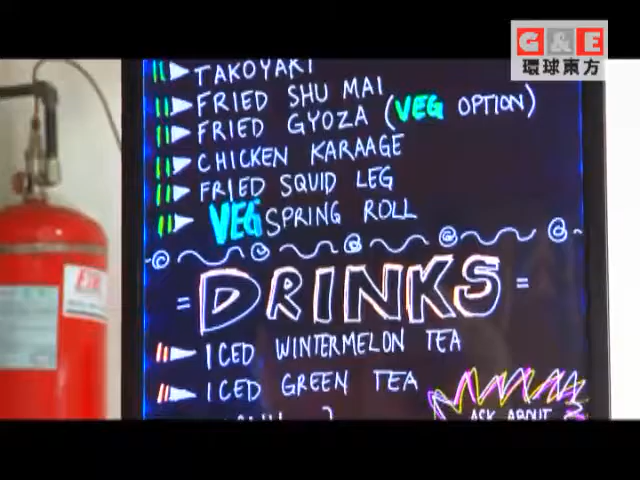 G&E
環球東方
TAKOYAKI
FRIED SHU MAI
FRIED GYOZA (VEG OPTION)
CHICKEN KARAAGE
FRIED SQUID LEG
VEG SPRING ROLL
= DRINKS =
ICED WINTERMELON TEA
ICED GREEN TEA
ASK ABOUT